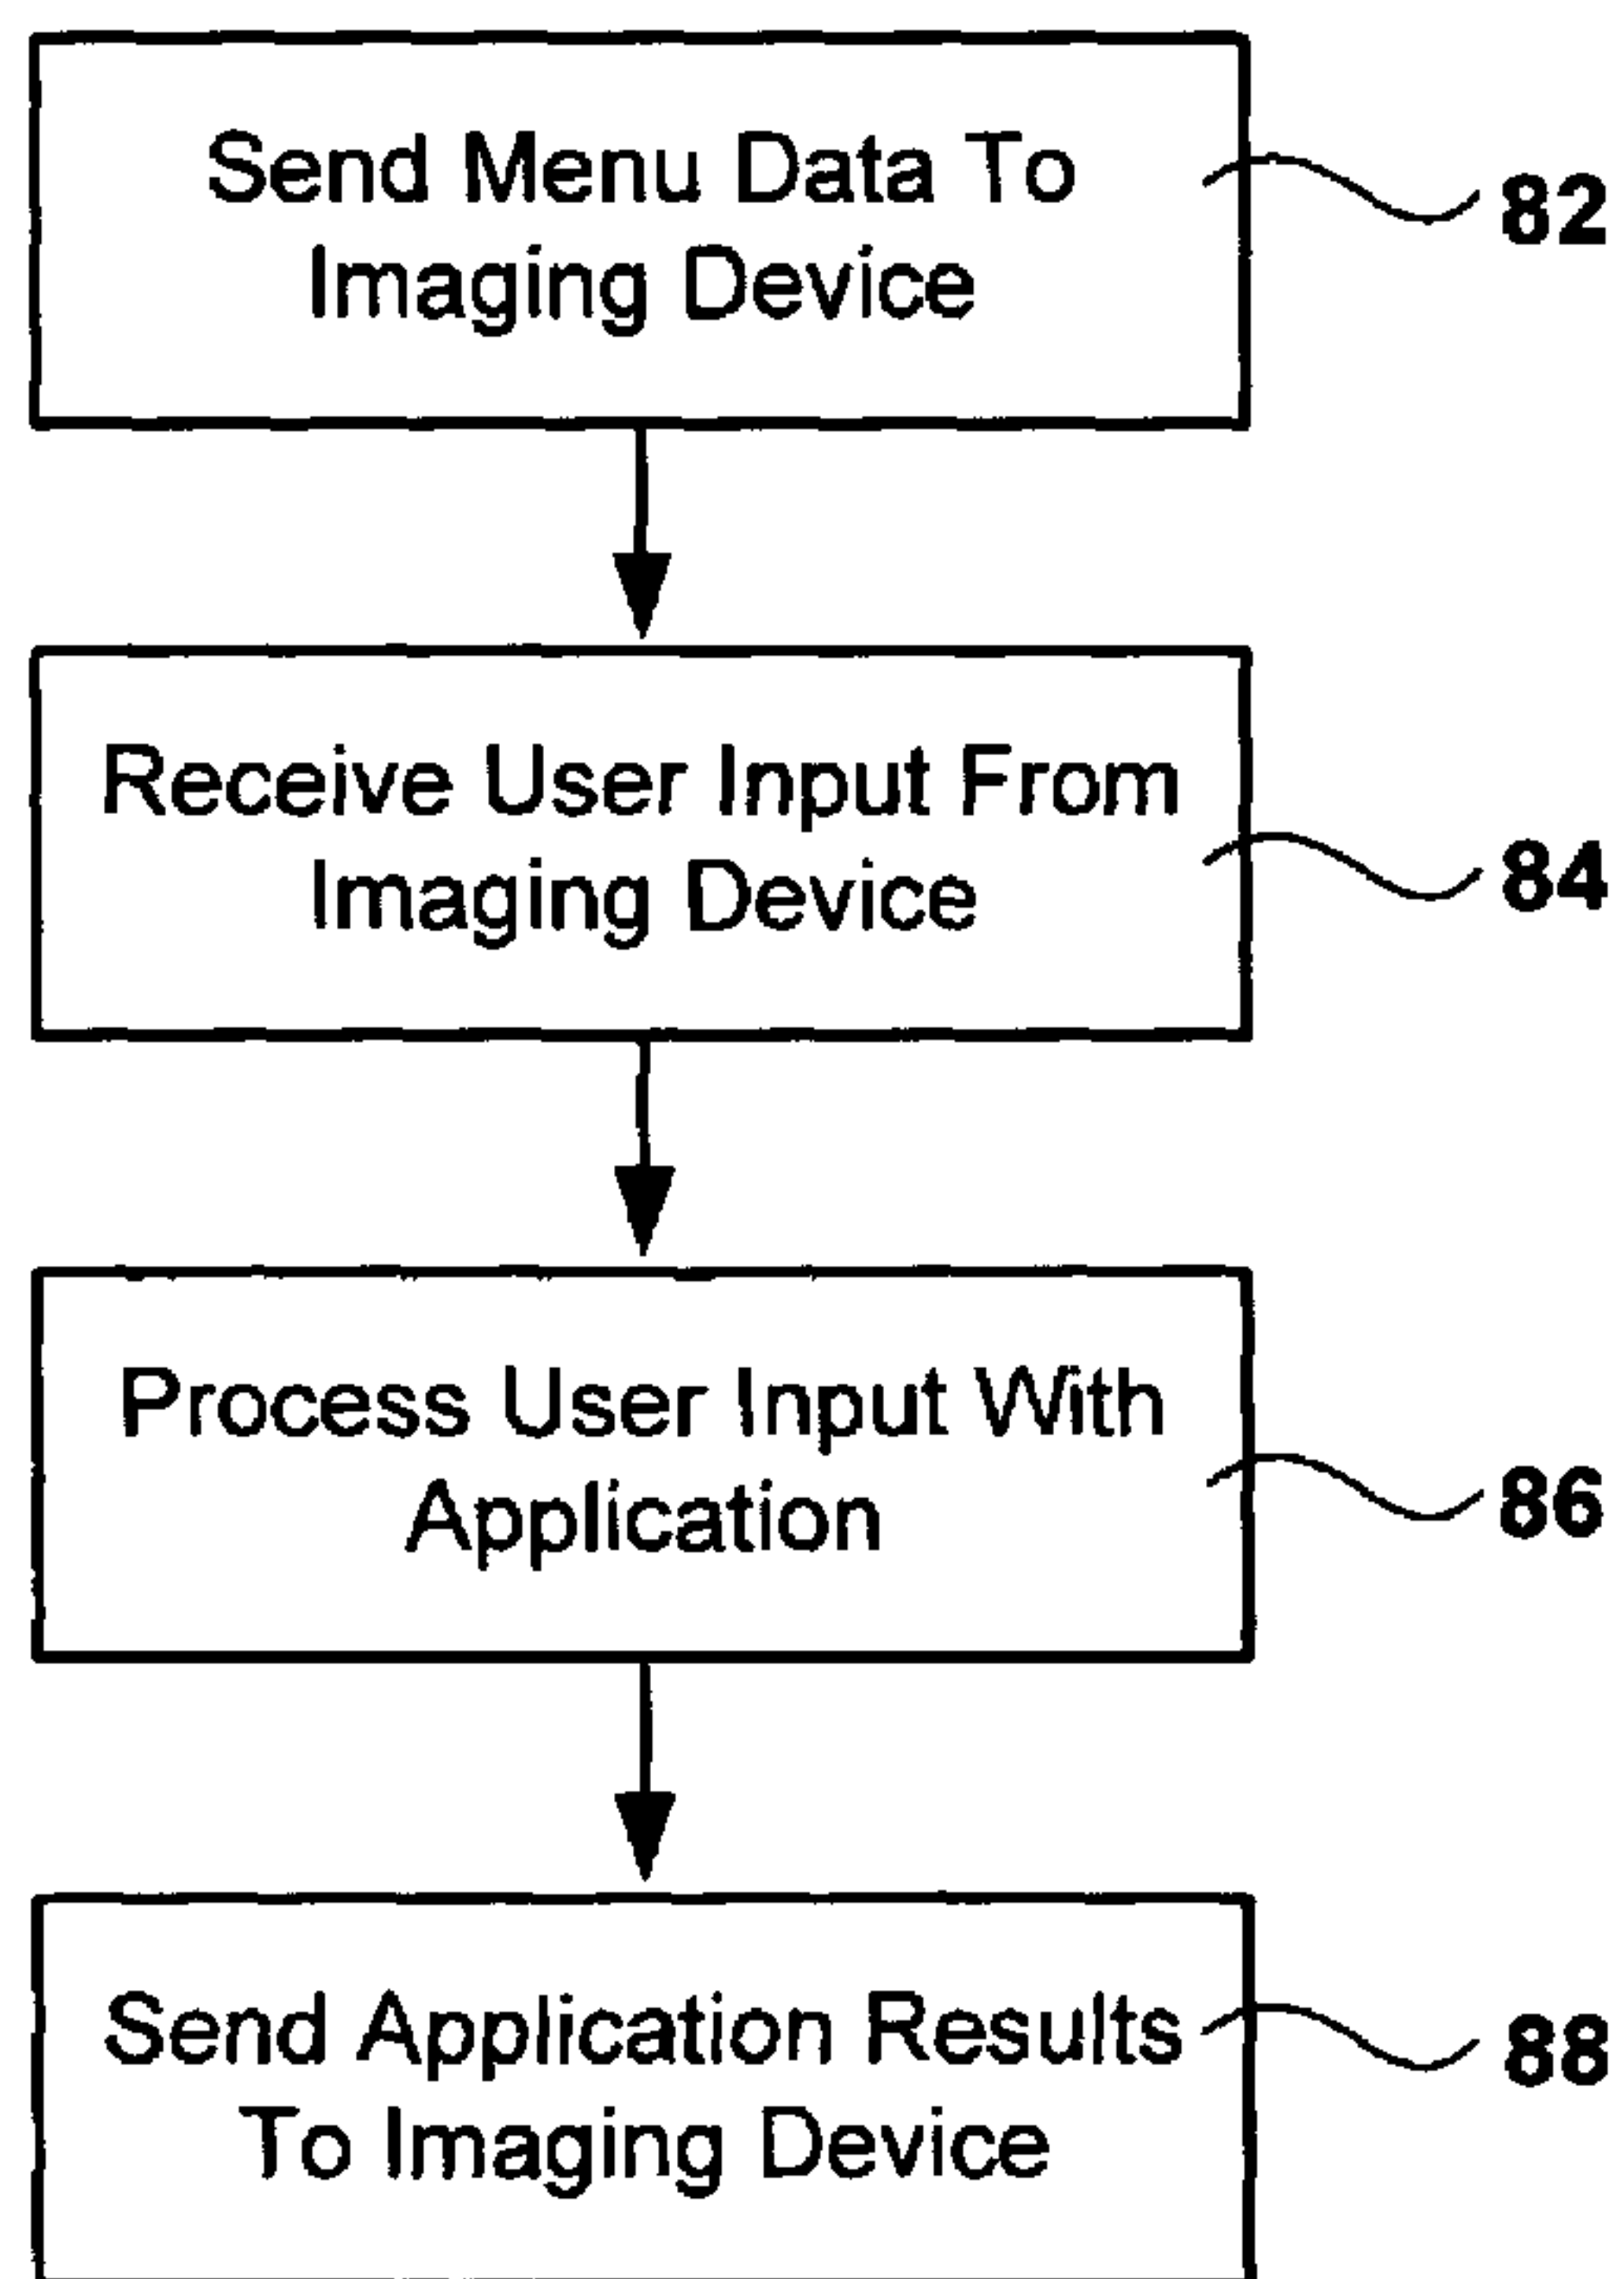 Send Menu Data To
Imaging Device
82
Receive User Input From
Imaging Device
84
Process User Input With
Application
86
Send Application Results
To Imaging Device
88